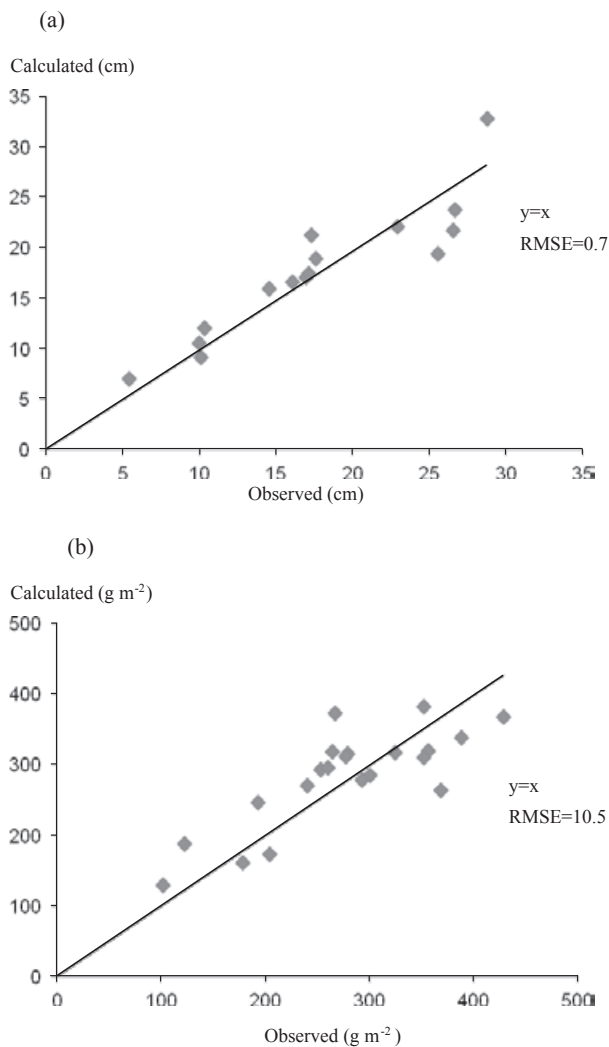 (a)
Calculated (cm)
35
30
25
20
15
10
5
0
y=x
RMSE=0.7
0 5 10 15 20 25 30 35
Observed (cm)
(b)
Calculated (g m⁻²)
500
400
300
200
100
0
y=x
RMSE=10.5
0 100 200 300 400 500
Observed (g m⁻²)